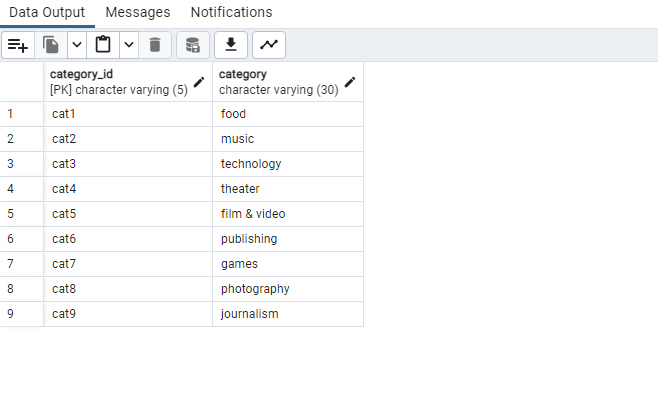 Data Output Messages Notifications
category_id category
[PK] character varying (5) character varying (30)
1 cat1 food
2 cat2 music
3 cat3 technology
4 cat4 theater
5 cat5 film & video
6 cat6 publishing
7 cat7 games
8 cat8 photography
9 cat9 journalism